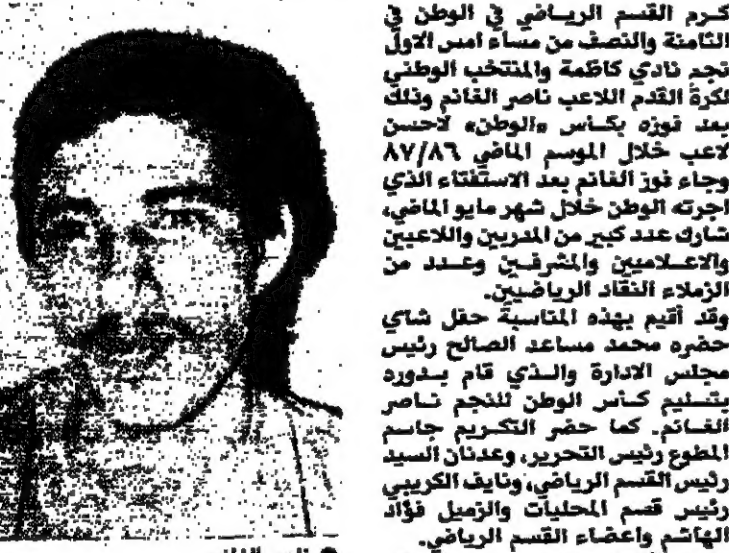 كرم القسم الرياضي في الوطن في
الثامنة والنصف من مساء امس الاول
نجم نادي كاظمة والمنتخب الوطني
لكرة القدم اللاعب ناصر الغانم وذلك
بعد فوزه بكأس «الوطن» لاحسن
لاعب خلال الموسم الماضي ٨٧/٨٦
وجاء فوز الغانم بعد الاستفتاء الذي
اجرته الوطن خلال شهر مايو الماضي،
شارك عدد كبير من المدربين واللاعبين
والاعلاميين والمشرفين وعدد من
الزملاء النقاد الرياضيين.
وقد أقيم بهذه المناسبة حفل شاي
حضره محمد مساعد الصالح رئيس
مجلس الادارة والذي قام بدوره
بتسليم كأس الوطن للنجم ناصر
الغانم. كما حضر التكريم جاسم
المطوع رئيس التحرير، وعدنان السيد
رئيس القسم الرياضي، ونايف الكريبي
رئيس قسم المحليات والزميل فؤاد
الهاشم واعضاء القسم الرياضي.